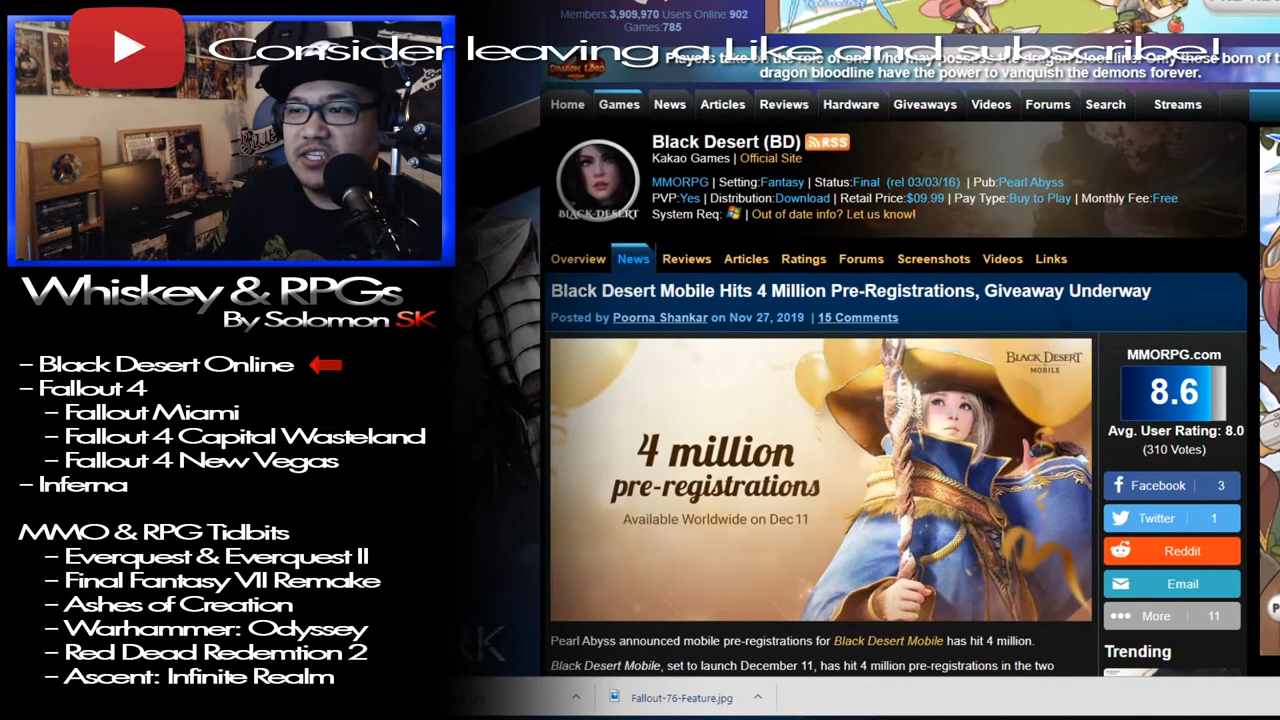 Members:3,909,970 Users Online:902
Games:785
Consider leaving a Like and subscribe!
Players take on the role of one who may possess the dragon bloodline! Only those born of t
dragon bloodline have the power to vanquish the demons forever.
Home Games News Articles Reviews Hardware Giveaways Videos Forums Search Streams
Black Desert (BD) RSS
Kakao Games | Official Site
MMORPG | Setting:Fantasy | Status:Final (rel 03/03/16) | Pub:Pearl Abyss
PVP:Yes | Distribution:Download | Retail Price:$09.99 | Pay Type:Buy to Play | Monthly Fee:Free
System Req: | Out of date info? Let us know!
BLACK DESERT
Overview News Reviews Articles Ratings Forums Screenshots Videos Links
Black Desert Mobile Hits 4 Million Pre-Registrations, Giveaway Underway
Posted by Poorna Shankar on Nov 27, 2019 | 15 Comments
BLACK DESERT
MOBILE
4 million
pre-registrations
Available Worldwide on Dec 11
MMORPG.com
8.6
Avg. User Rating: 8.0
(310 Votes)
Facebook 3
Twitter 1
Reddit
Email
More 11
Trending
Pearl Abyss announced mobile pre-registrations for Black Desert Mobile has hit 4 million.
Black Desert Mobile, set to launch December 11, has hit 4 million pre-registrations in the two
Fallout-76-Feature.jpg
Whiskey & RPGs
By Solomon SK
- Black Desert Online
- Fallout 4
- Fallout Miami
- Fallout 4 Capital Wasteland
- Fallout 4 New Vegas
- Inferna
MMO & RPG Tidbits
- Everquest & Everquest II
- Final Fantasy VII Remake
- Ashes of Creation
- Warhammer: Odyssey
- Red Dead Redemtion 2
- Ascent: Infinite Realm